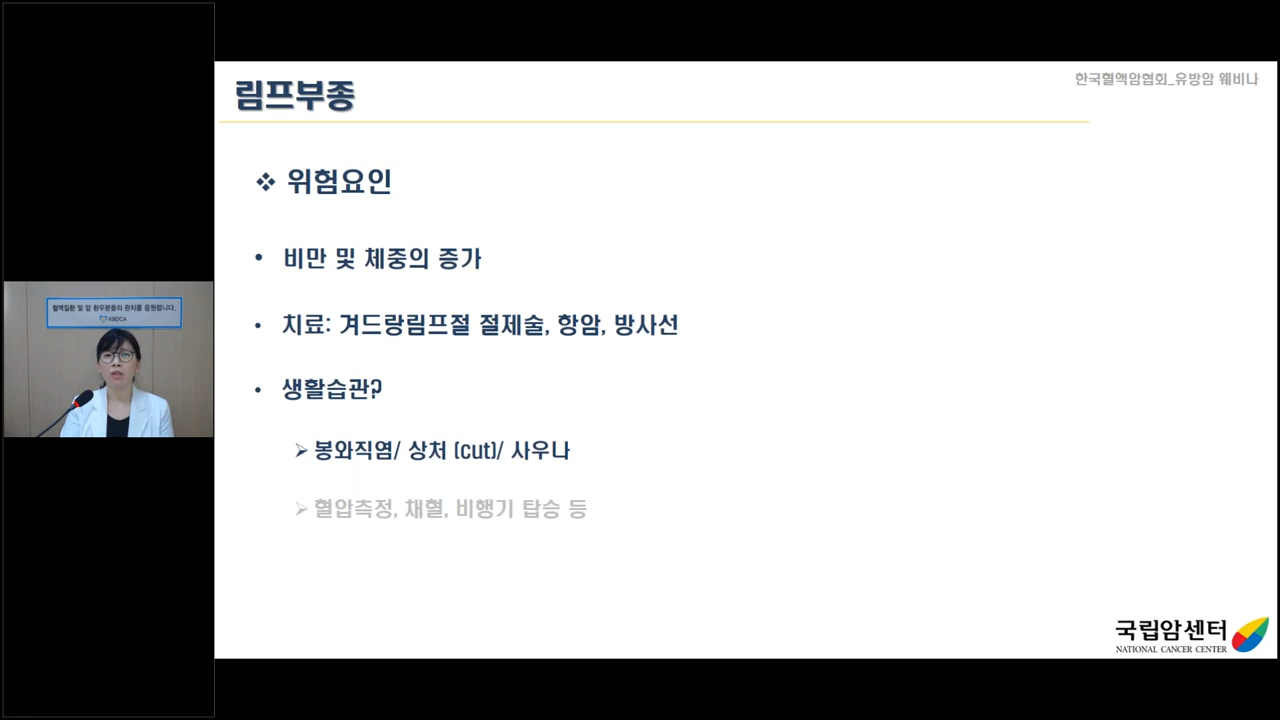 림프부종
한국혈액암협회_유방암 웨비나
❖ 위험요인
• 비만 및 체중의 증가
• 치료: 겨드랑림프절 절제술, 항암, 방사선
• 생활습관?
➢ 봉와직염/ 상처 (cut)/ 사우나
➢ 혈압측정, 채혈, 비행기 탑승 등
혈액질환 및 암 환우분들의 완치를 응원합니다.
KBDCA
국립암센터
NATIONAL CANCER CENTER